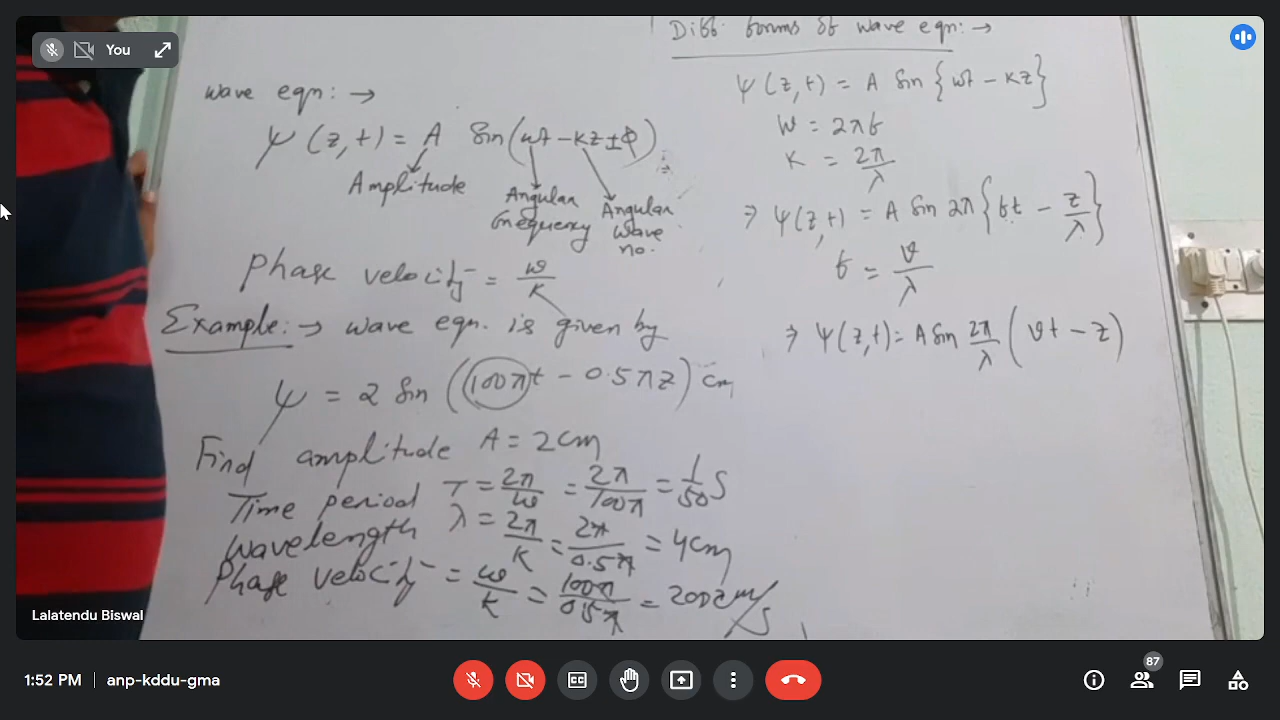 You
Wave eqn: →
ψ (z,t) = A Sin(ωt − kz ± Φ)
Amplitude
Angular frequency
Angular wave no.
Phase velocity = ω/k
Example: → wave eqn. is given by
ψ = 2 sin (100πt − 0.5πz) cm
Find amplitude A = 2cm
Time period T = 2π/ω = 2π/100π = 1/50 S
Wavelength λ = 2π/k = 2π/0.5π = 4cm
Phase velocity = ω/k = 100π/0.5π = 200cm/s
Diff. forms of wave eqn: →
ψ(z,t) = A Sin {ωt − kz}
ω = 2πf
k = 2π/λ
⇒ ψ(z,t) = A Sin 2π {ft − z/λ}
f = v/λ
⇒ ψ(z,t) = A Sin 2π/λ (vt − z)
Lalatendu Biswal
1:52 PM | anp-kddu-gma
87